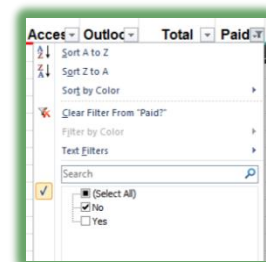 Acces Outloc Total Paid
Sort A to Z
Sort Z to A
Sort by Color
Clear Filter From "Paid?"
Filter by Color
Text Filters
Search
(Select All)
No
Yes